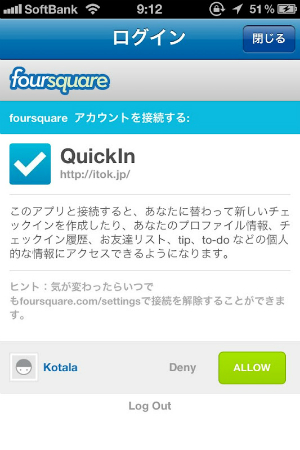 SoftBank 9:12 51%
ログイン 閉じる
foursquare
foursquare アカウントを接続する:
QuickIn
http://itok.jp/
このアプリと接続すると、あなたに替わって新しいチェ
ックインを作成したり、あなたのプロファイル情報、チ
ェックイン履歴、お友達リスト、tip、to-do などの個人
的な情報にアクセスできるようになります。
ヒント：気が変わったらいつで
もfoursquare.com/settingsで接続を解除することができま
す。
Kotala Deny ALLOW
Log Out